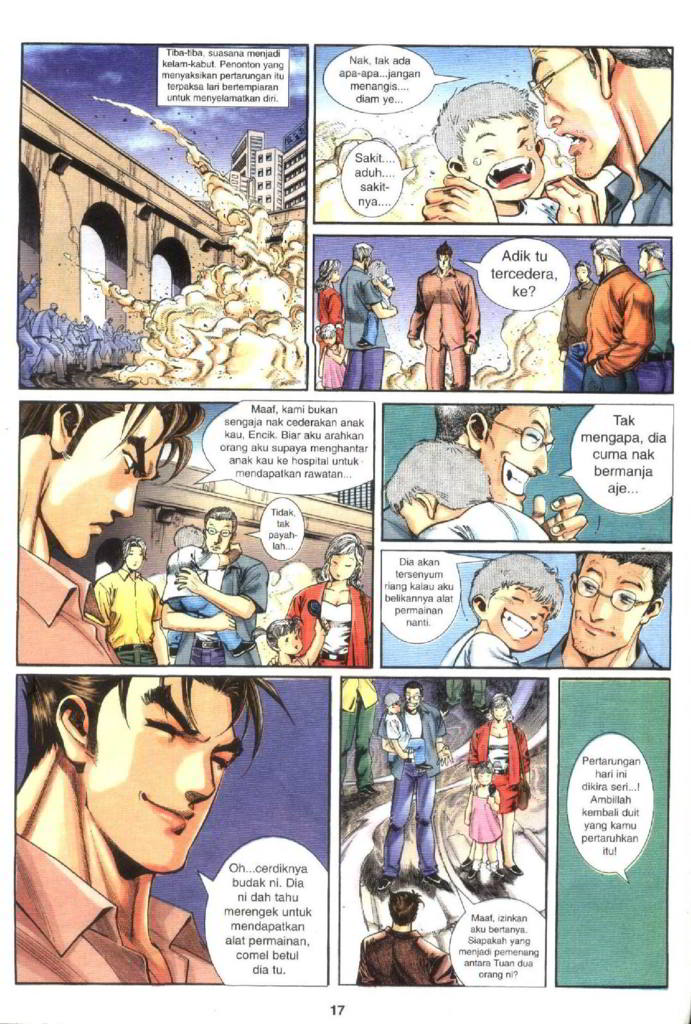 Tiba-tiba, suasana menjadi
kelam-kabut. Penonton yang
menyaksikan pertarungan itu
terpaksa lari bertempiaran
untuk menyelamatkan diri.
Nak, tak ada
apa-apa...jangan
menangis....
diam ye...
Sakit....
aduh....
sakit-
nya....
Adik tu
tercedera,
ke?
Maaf, kami bukan
sengaja nak cederakan anak
kau, Encik. Biar aku arahkan
orang aku supaya menghantar
anak kau ke hospital untuk
mendapatkan rawatan...
Tidak,
tak
payah-
lah...
Tak
mengapa, dia
cuma nak
bermanja
aje...
Dia akan
tersenyum
riang kalau aku
belikannya alat
permainan
nanti.
Oh...cerdiknya
budak ni. Dia
ni dah tahu
merengek untuk
mendapatkan
alat permainan,
comel betul
dia tu.
Maaf, izinkan
aku bertanya.
Siapakah yang
menjadi pemenang
antara Tuan dua
orang ni?
Pertarungan
hari ini
dikira seri...!
Ambillah
kembali duit
yang kamu
pertaruhkan
itu!
17